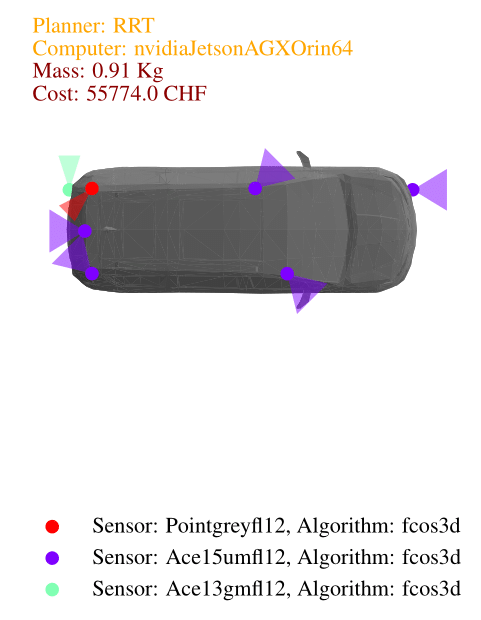 Planner: RRT
Computer: nvidiaJetsonAGXOrin64
Mass: 0.91 Kg
Cost: 55774.0 CHF
Sensor: Pointgreyfl12, Algorithm: fcos3d
Sensor: Ace15umfl12, Algorithm: fcos3d
Sensor: Ace13gmfl12, Algorithm: fcos3d